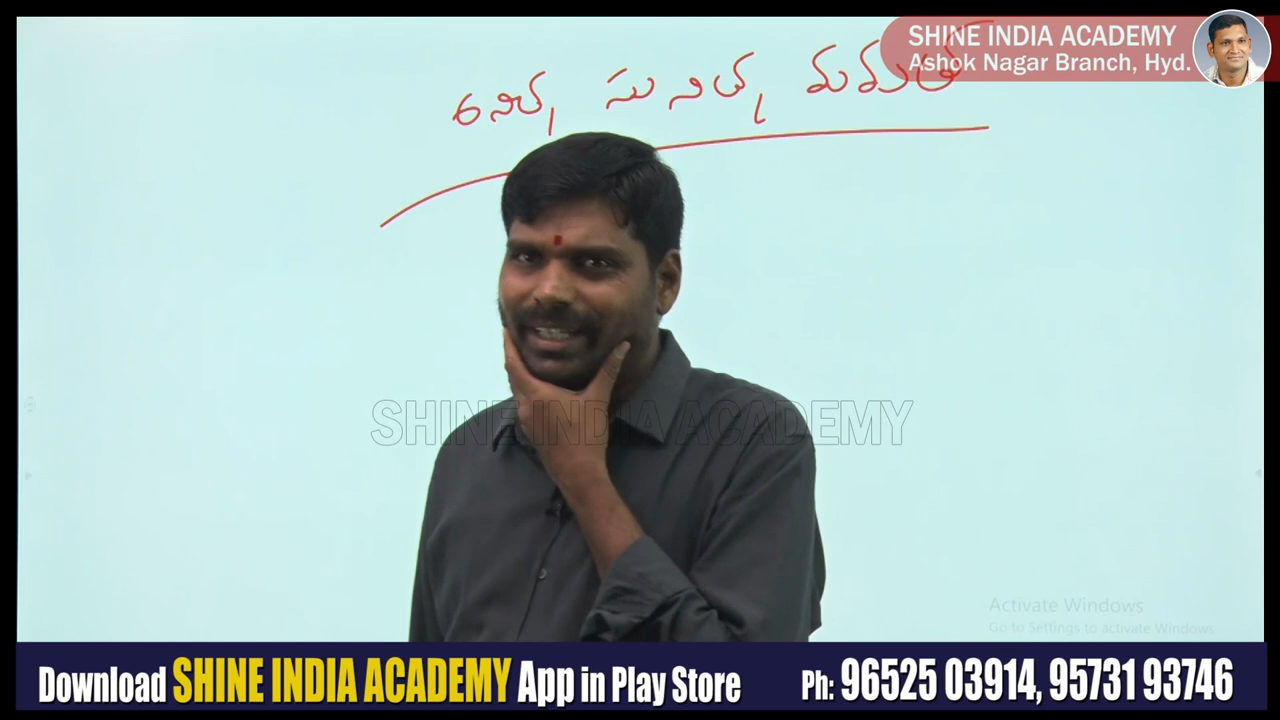 SHINE INDIA ACADEMY
Ashok Nagar Branch, Hyd.
అనిల్, సునీల్, మమత
SHINE INDIA ACADEMY
Activate Windows
Go to Settings to activate Windows
Download SHINE INDIA ACADEMY App in Play Store Ph: 96525 03914, 95731 93746